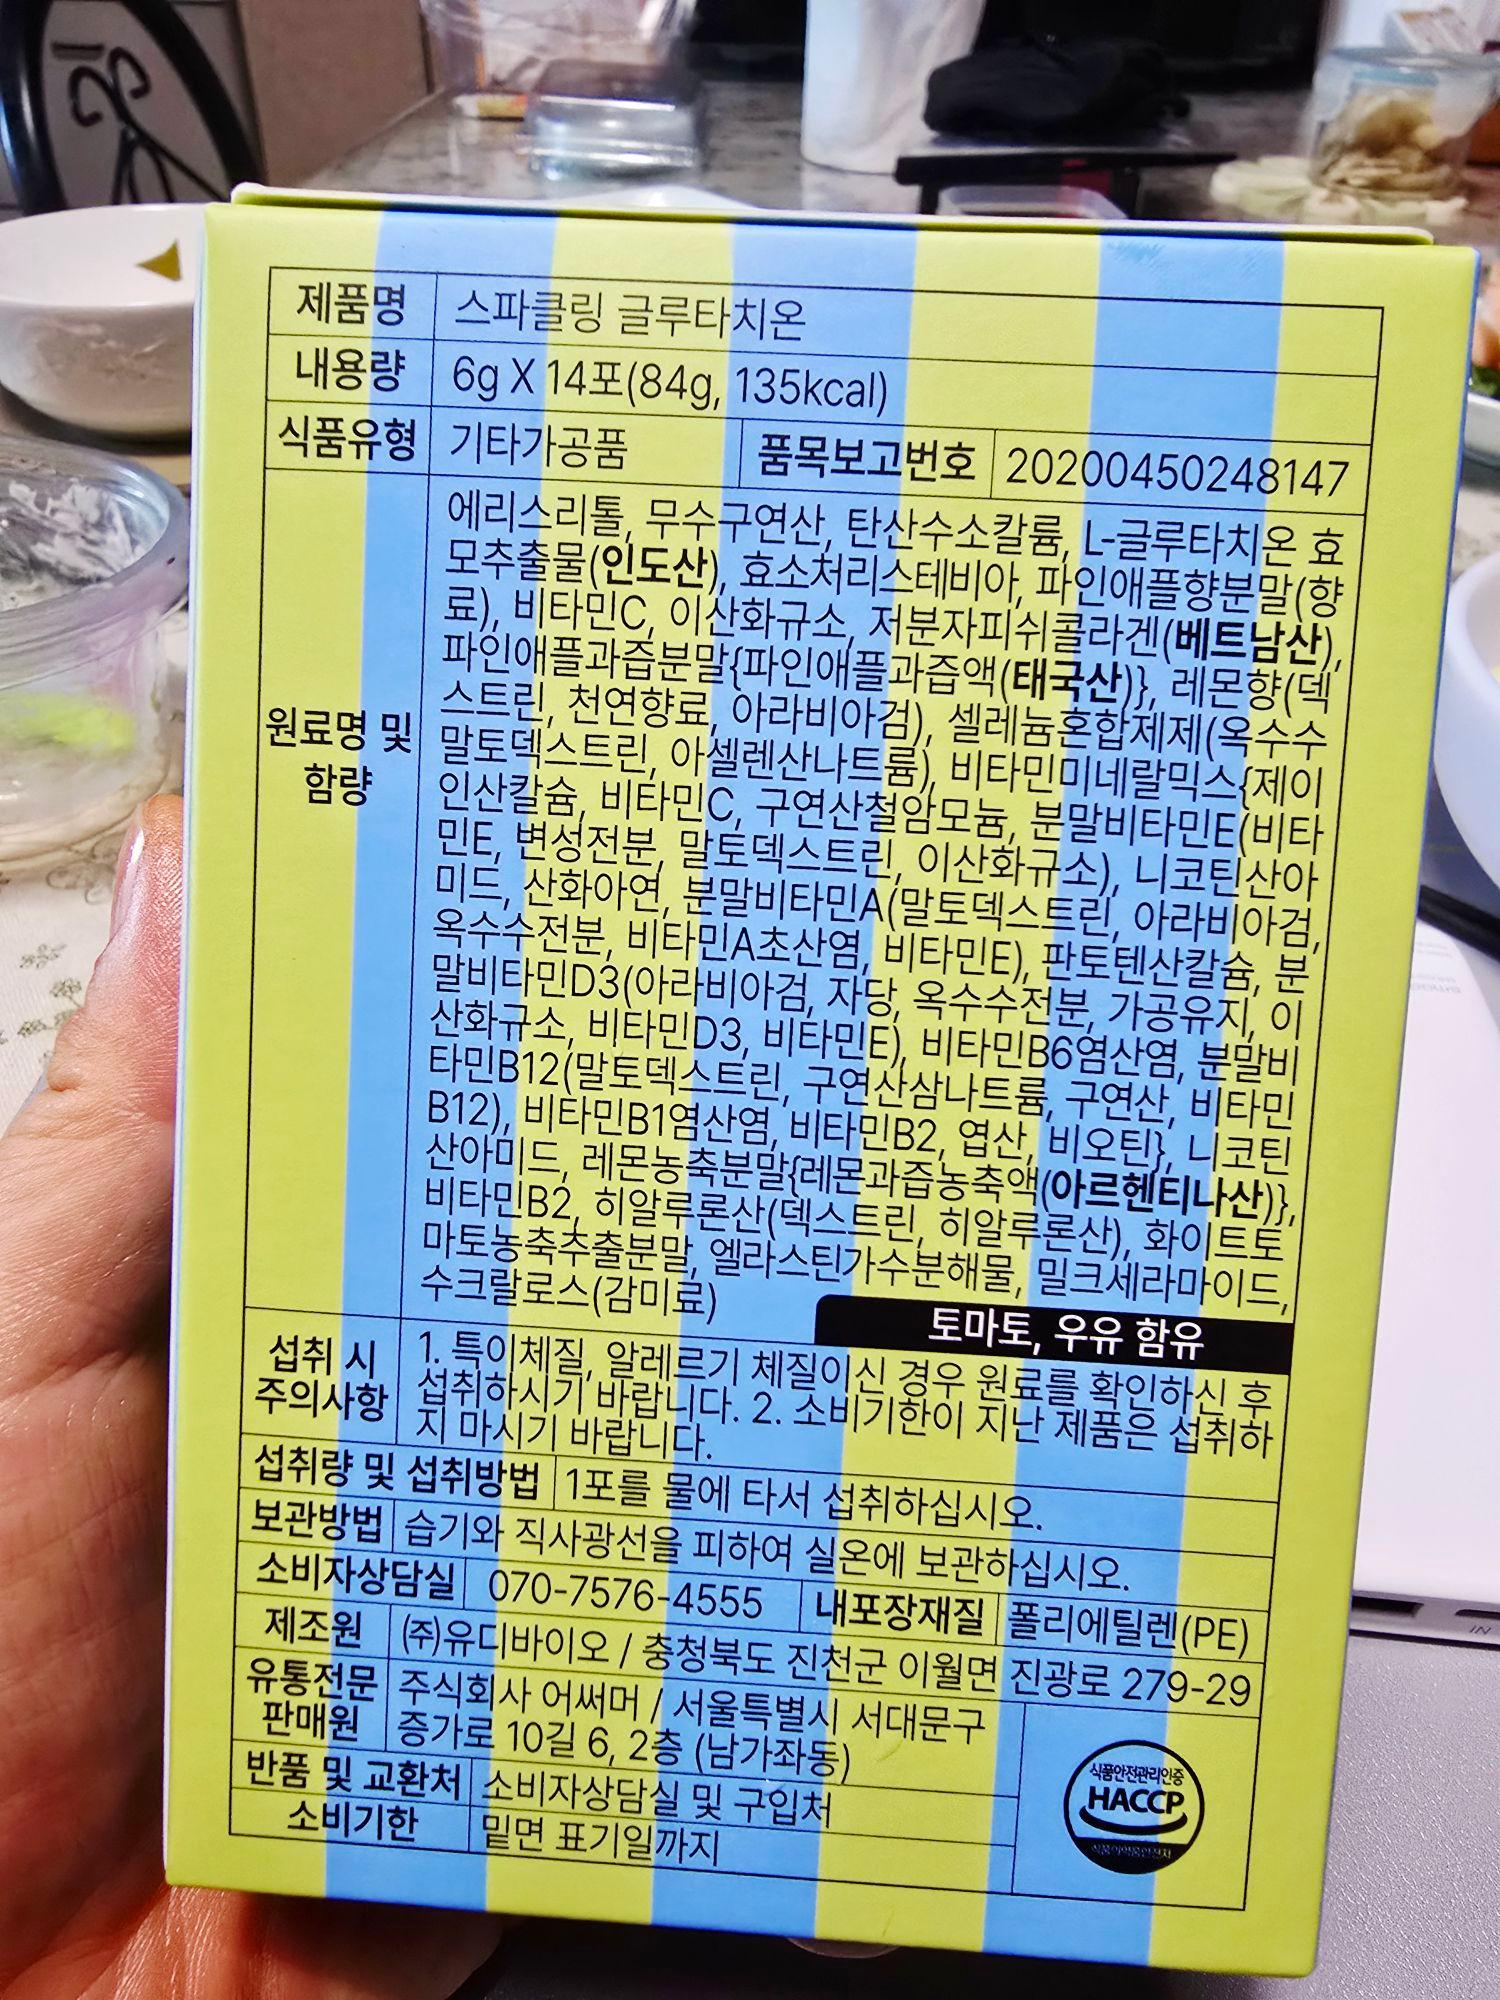 제품명 스파클링 글루타치온
내용량 6g X 14포(84g, 135kcal)
식품유형 기타가공품 품목보고번호 20200450248147
원료명 및 함량
에리스리톨, 무수구연산, 탄산수소칼륨, L-글루타치온 효
모추출물(인도산), 효소처리스테비아, 파인애플향분말(향
료), 비타민C, 이산화규소, 저분자피쉬콜라겐(베트남산),
파인애플과즙분말{파인애플과즙액(태국산)}, 레몬향(덱
스트린, 천연향료, 아라비아검), 셀레늄혼합제제(옥수수
말토덱스트린, 아셀렌산나트륨), 비타민미네랄믹스{제이
인산칼슘, 비타민C, 구연산철암모늄, 분말비타민E(비타
민E, 변성전분, 말토덱스트린, 이산화규소), 니코틴산아
미드, 산화아연, 분말비타민A(말토덱스트린, 아라비아검,
옥수수전분, 비타민A초산염, 비타민E), 판토텐산칼슘, 분
말비타민D3(아라비아검, 자당, 옥수수전분, 가공유지, 이
산화규소, 비타민D3, 비타민E), 비타민B6염산염, 분말비
타민B12(말토덱스트린, 구연산삼나트륨, 구연산, 비타민
B12), 비타민B1염산염, 비타민B2, 엽산, 비오틴}, 니코틴
산아미드, 레몬농축분말{레몬과즙농축액(아르헨티나산)},
비타민B2, 히알루론산(덱스트린, 히알루론산), 화이트토
마토농축추출분말, 엘라스틴가수분해물, 밀크세라마이드,
수크랄로스(감미료)
토마토, 우유 함유
섭취 시 주의사항
1. 특이체질, 알레르기 체질이신 경우 원료를 확인하신 후
섭취하시기 바랍니다. 2. 소비기한이 지난 제품은 섭취하
지 마시기 바랍니다.
섭취량 및 섭취방법 1포를 물에 타서 섭취하십시오.
보관방법 습기와 직사광선을 피하여 실온에 보관하십시오.
소비자상담실 070-7576-4555 내포장재질 폴리에틸렌(PE)
제조원 (주)유디바이오 / 충청북도 진천군 이월면 진광로 279-29
유통전문 판매원
주식회사 어써머 / 서울특별시 서대문구
증가로 10길 6, 2층 (남가좌동)
반품 및 교환처 소비자상담실 및 구입처
소비기한 밑면 표기일까지
식품안전관리인증
HACCP
식품의약품안전처
IN